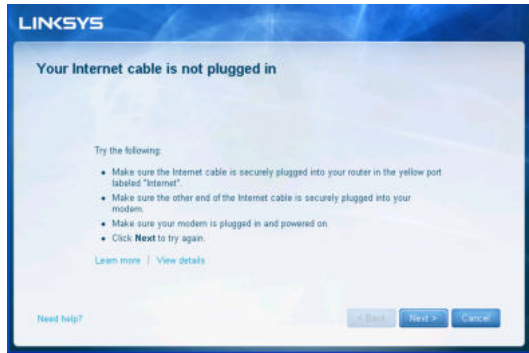 LINKSYS
Your Internet cable is not plugged in
Try the following:
• Make sure the Internet cable is securely plugged into your router in the yellow port
labeled "Internet".
• Make sure the other end of the Internet cable is securely plugged into your
modem.
• Make sure your modem is plugged in and powered on.
• Click Next to try again.
Learn more | View details
Need help? < Back Next > Cancel